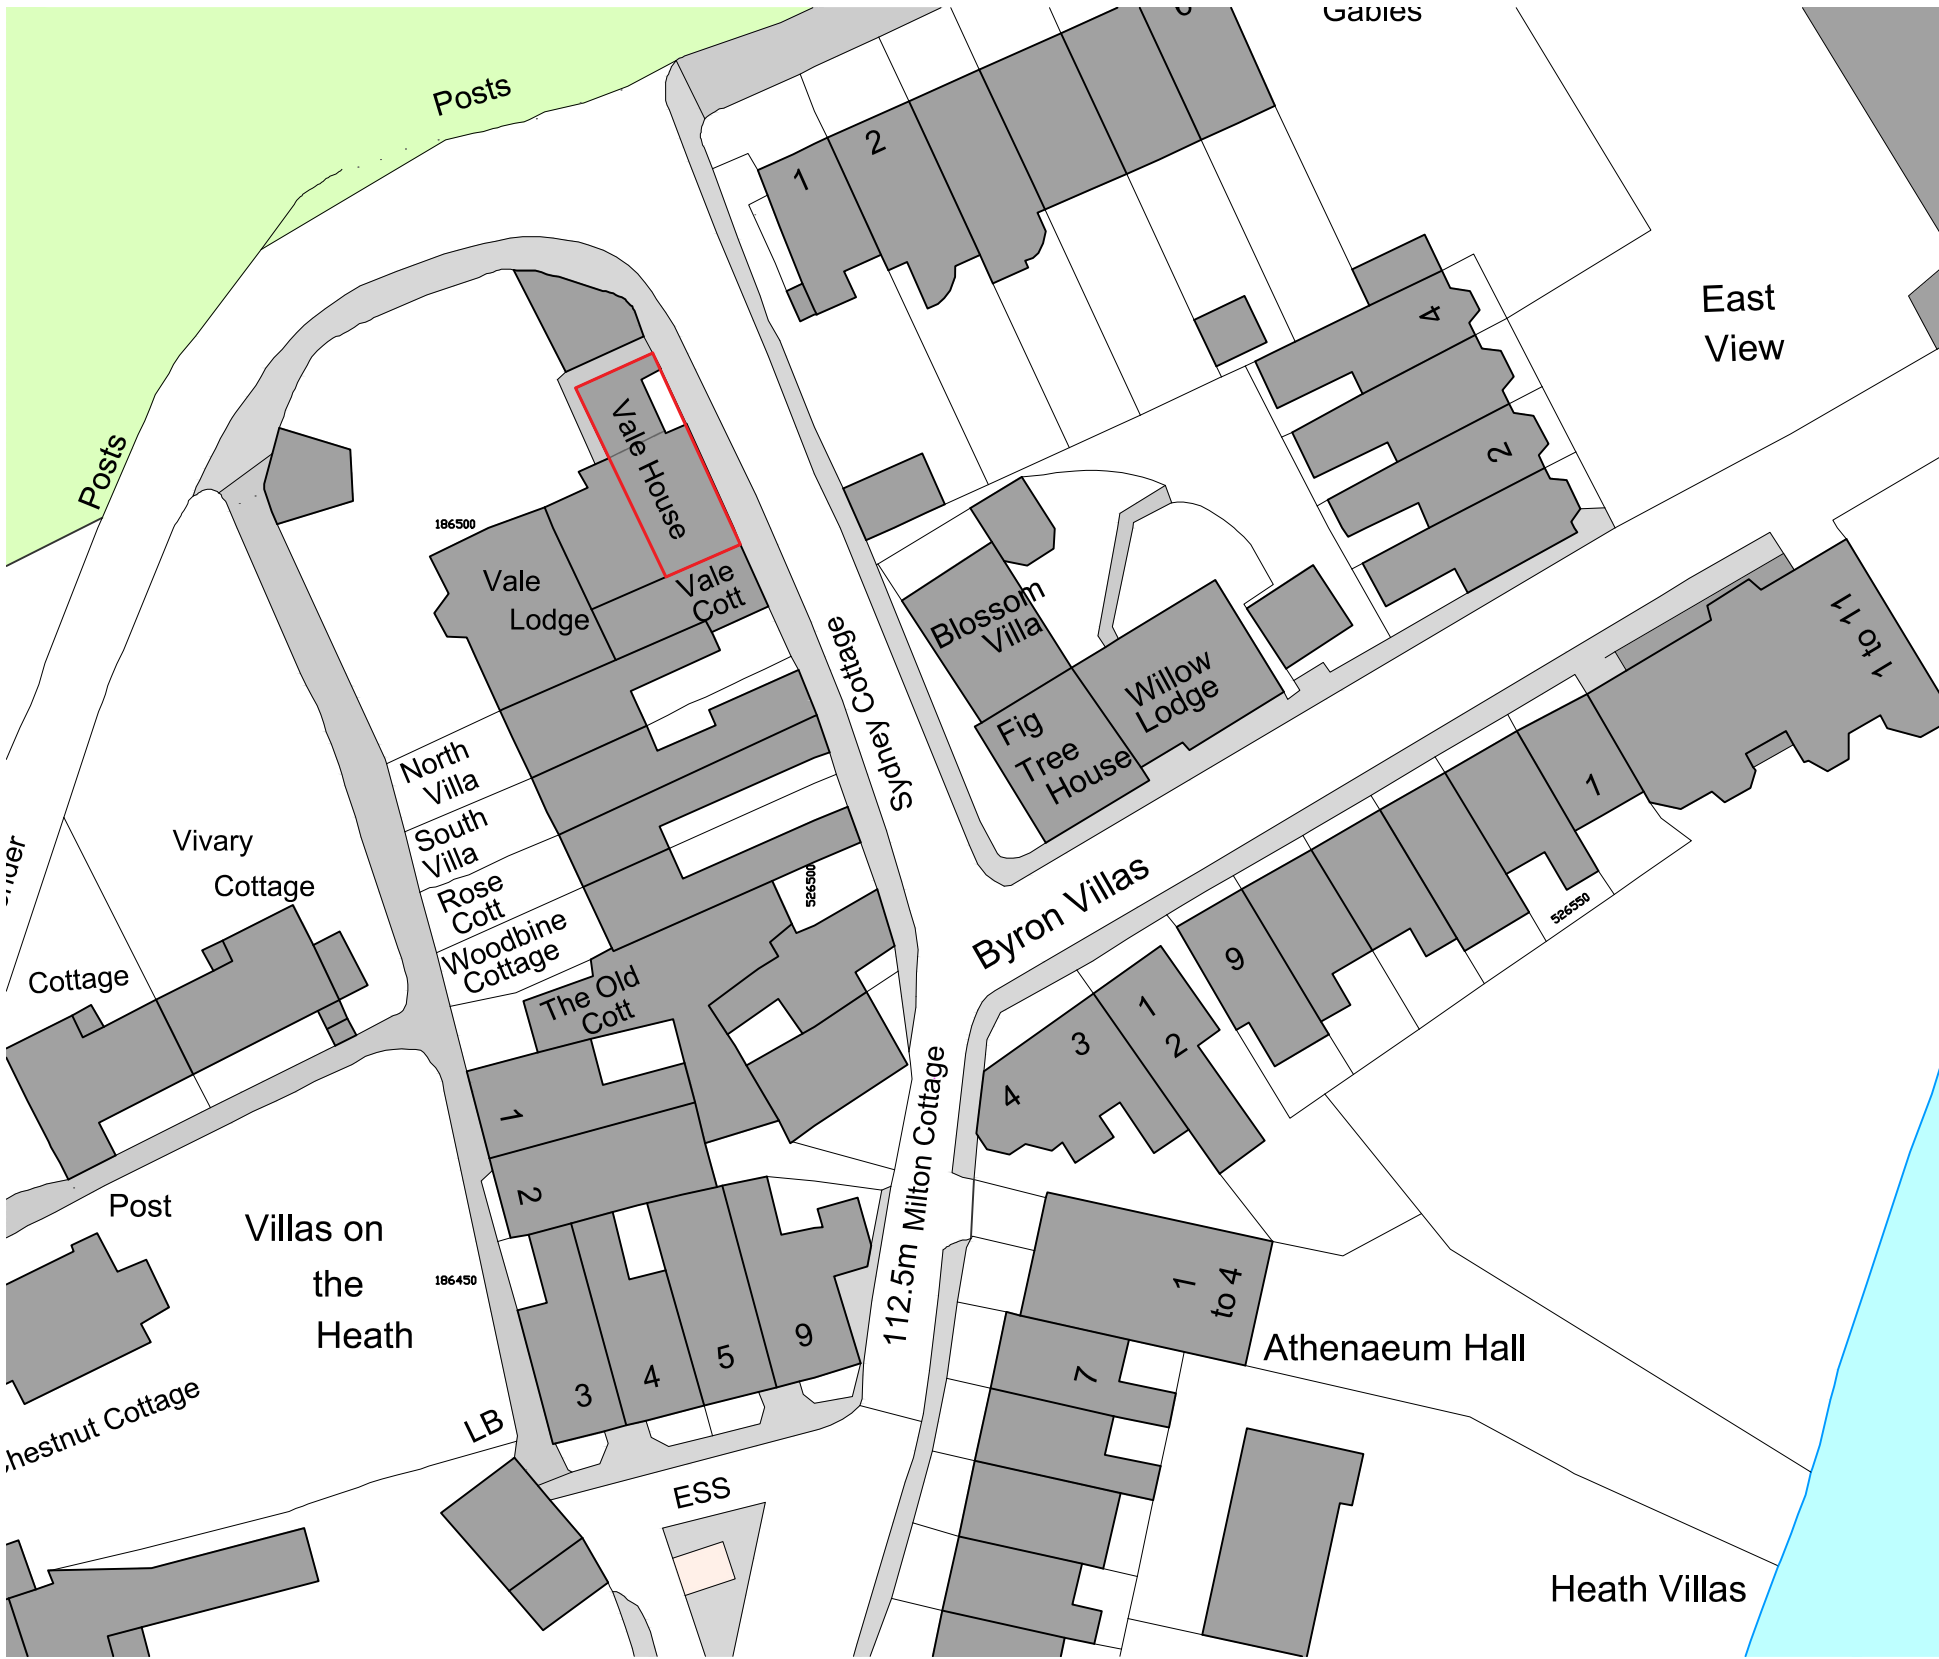 Gables
Posts
1
2
Posts
East
View
4
2
Vale House
186500
Vale
Lodge
Vale
Cott
Blossom
Villa
Willow
Lodge
Fig
Tree
House
1 to 11
Sydney Cottage
North
Villa
South
Villa
Rose
Cott
Woodbine
Cottage
526500
The Old
Cott
Vivary
Cottage
Cottage
Byron Villas
1
526550
9
1
2
3
4
1
2
Milton Cottage
112.5m
Post
Villas on
the
Heath
186450
3
4
5
9
1
to 4
7
Athenaeum Hall
LB
ESS
Heath Villas